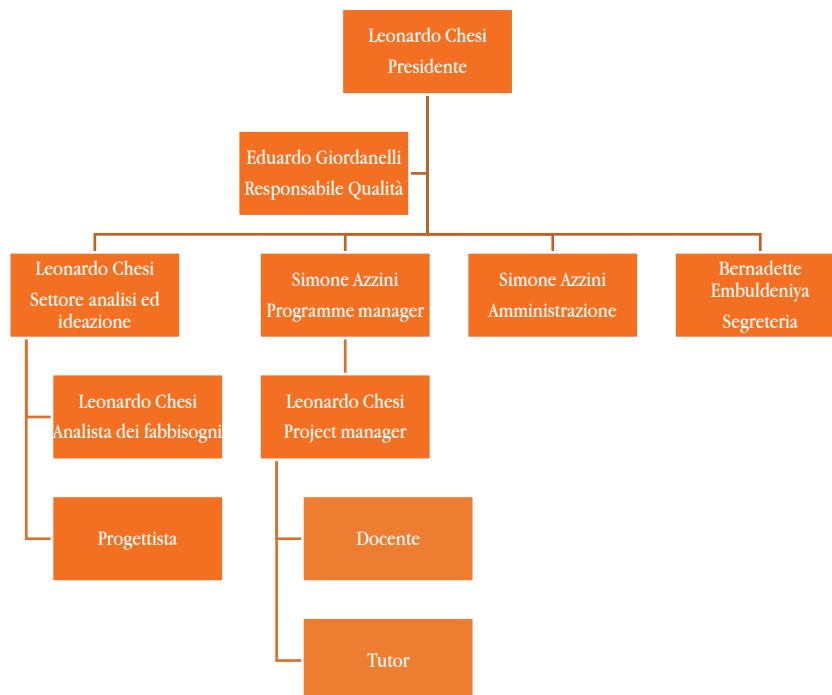 Leonardo Chesi
Presidente
Eduardo Giordanelli
Responsabile Qualità
Leonardo Chesi
Settore analisi ed
ideazione
Simone Azzini
Programme manager
Simone Azzini
Amministrazione
Bernadette
Embuldeniya
Segreteria
Leonardo Chesi
Analista dei fabbisogni
Leonardo Chesi
Project manager
Progettista
Docente
Tutor